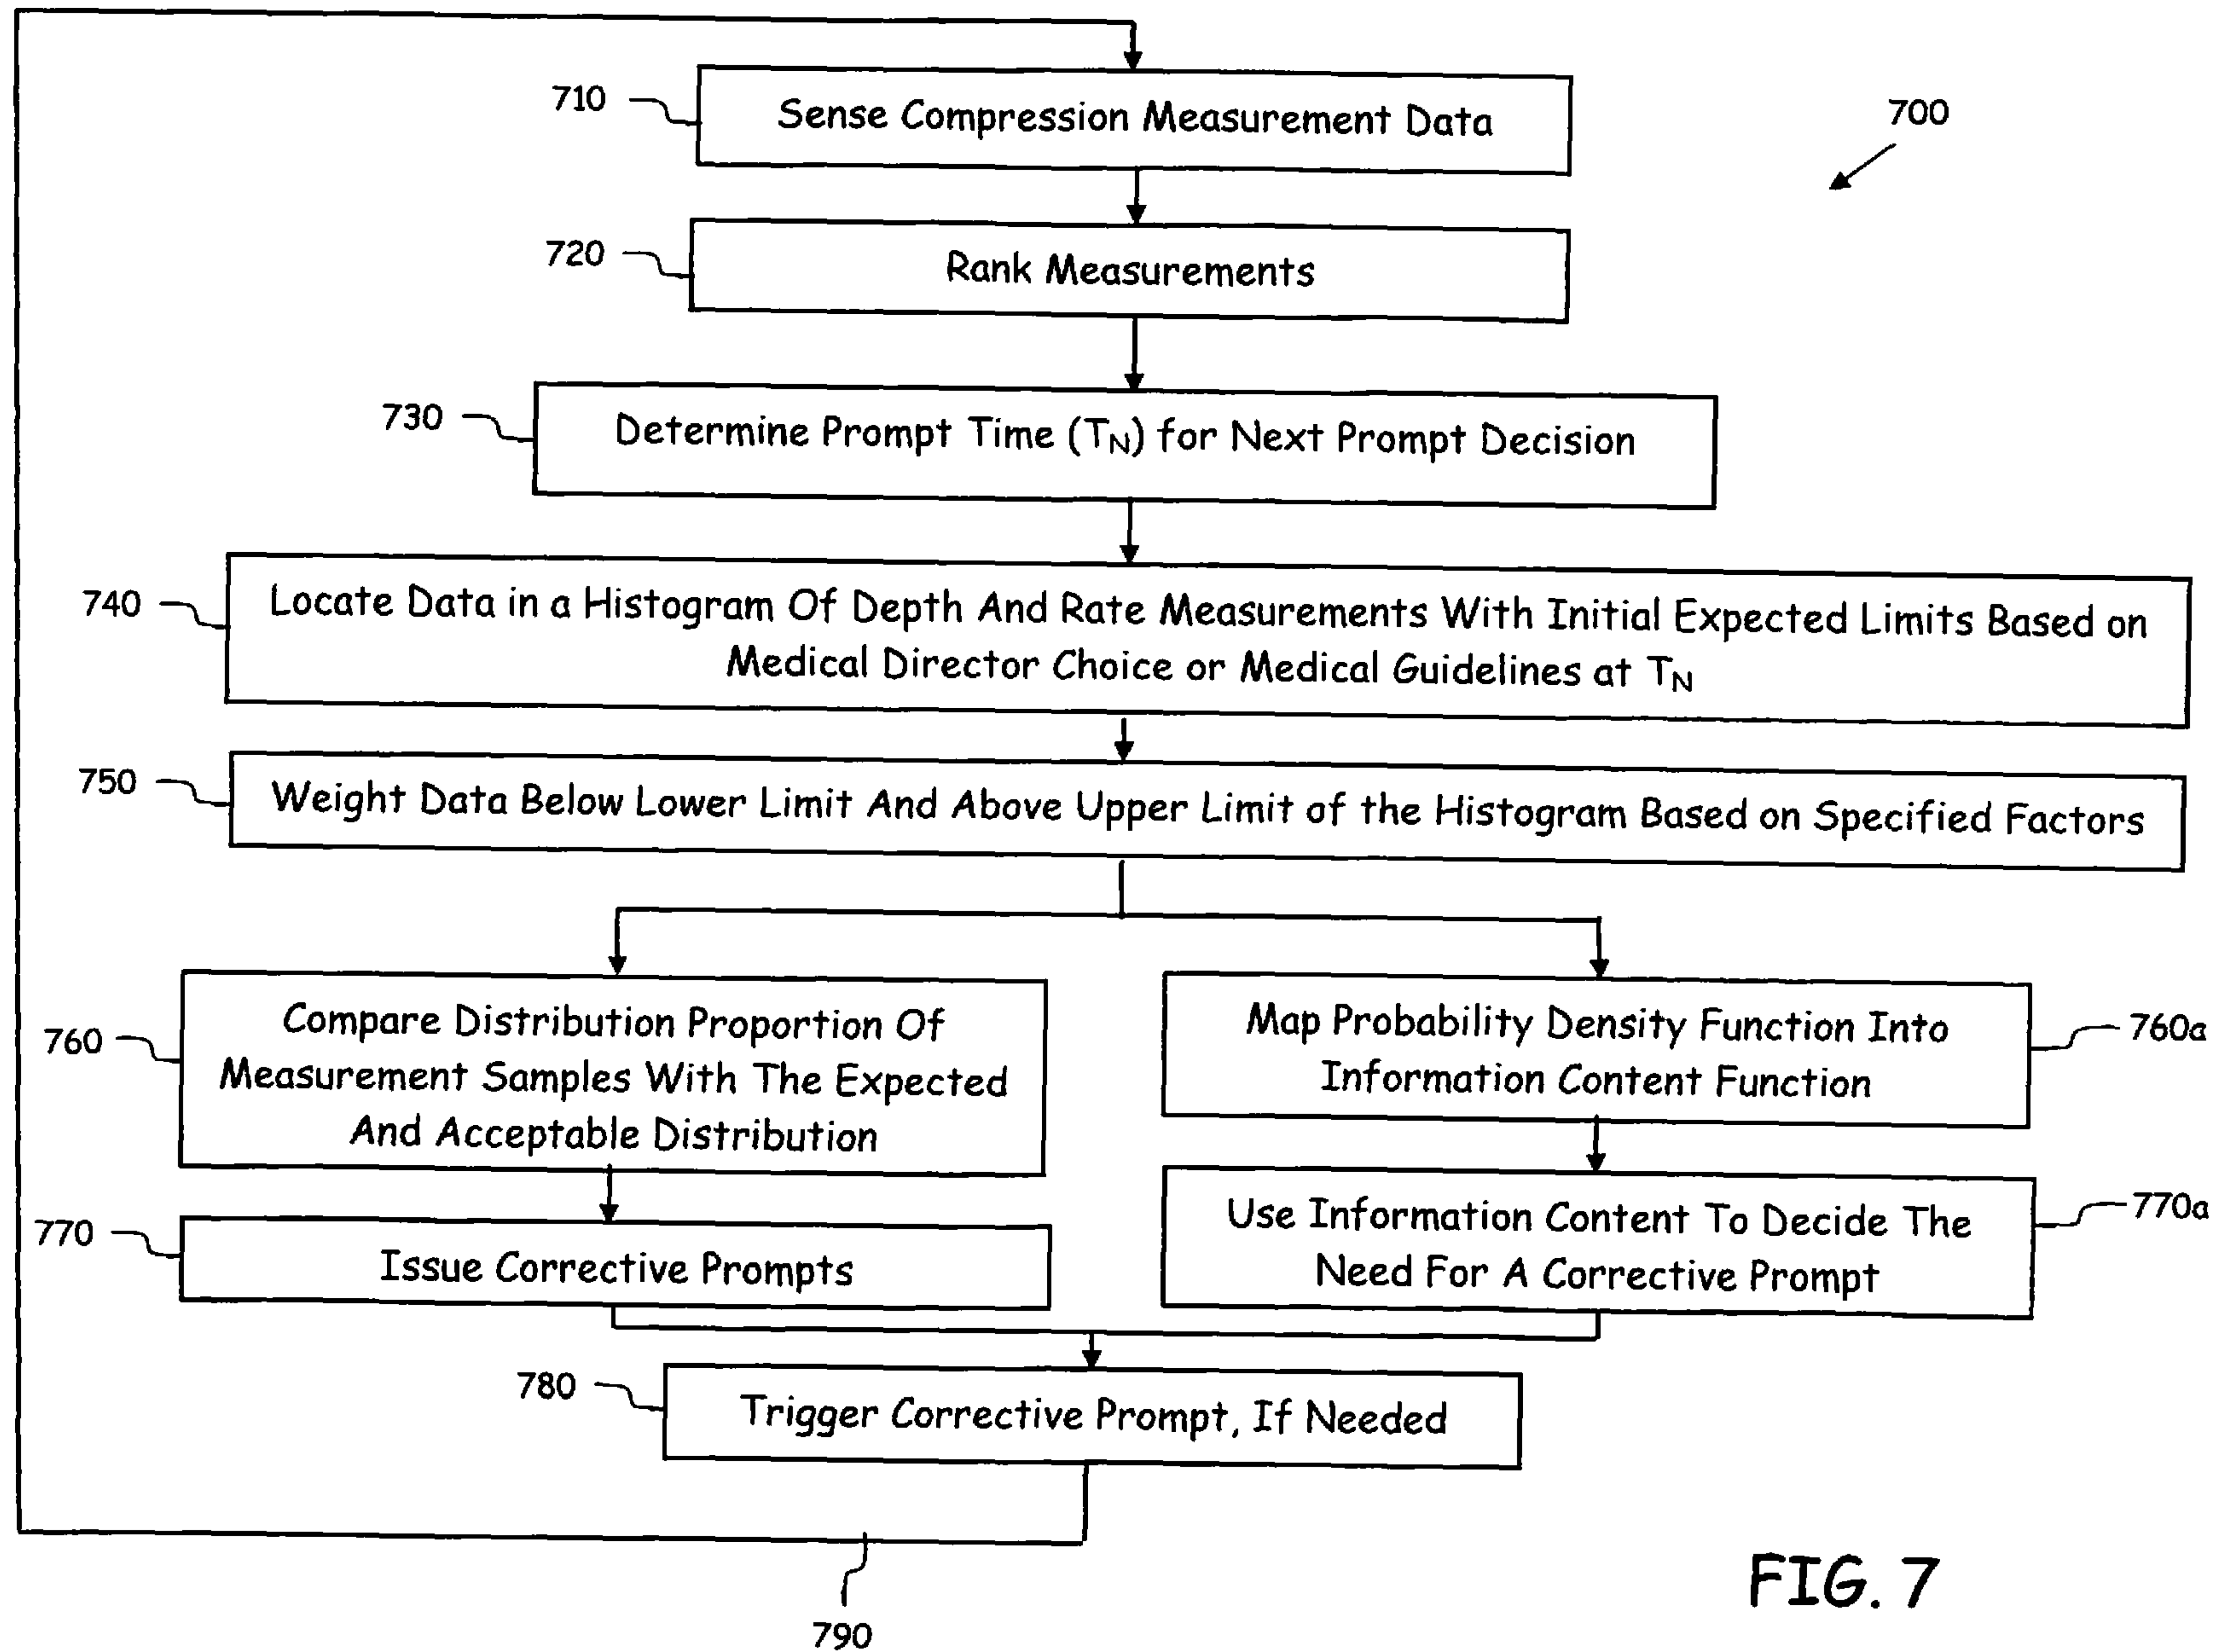 710
Sense Compression Measurement Data
700
720
Rank Measurements
730
Determine Prompt Time (TN) for Next Prompt Decision
740
Locate Data in a Histogram Of Depth And Rate Measurements With Initial Expected Limits Based on
Medical Director Choice or Medical Guidelines at TN
750
Weight Data Below Lower Limit And Above Upper Limit of the Histogram Based on Specified Factors
760
Compare Distribution Proportion Of
Measurement Samples With The Expected
And Acceptable Distribution
Map Probability Density Function Into
Information Content Function
760a
770
Issue Corrective Prompts
Use Information Content To Decide The
Need For A Corrective Prompt
770a
780
Trigger Corrective Prompt, If Needed
790
FIG. 7